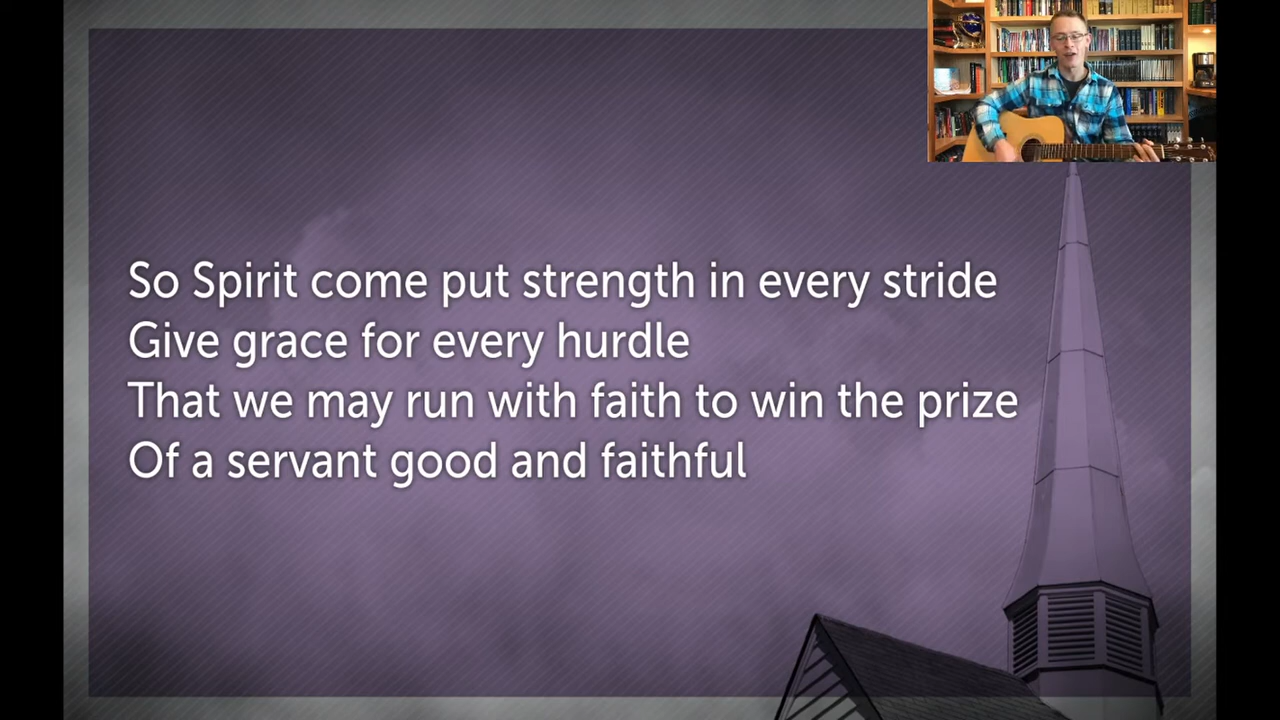 So Spirit come put strength in every stride
Give grace for every hurdle
That we may run with faith to win the prize
Of a servant good and faithful